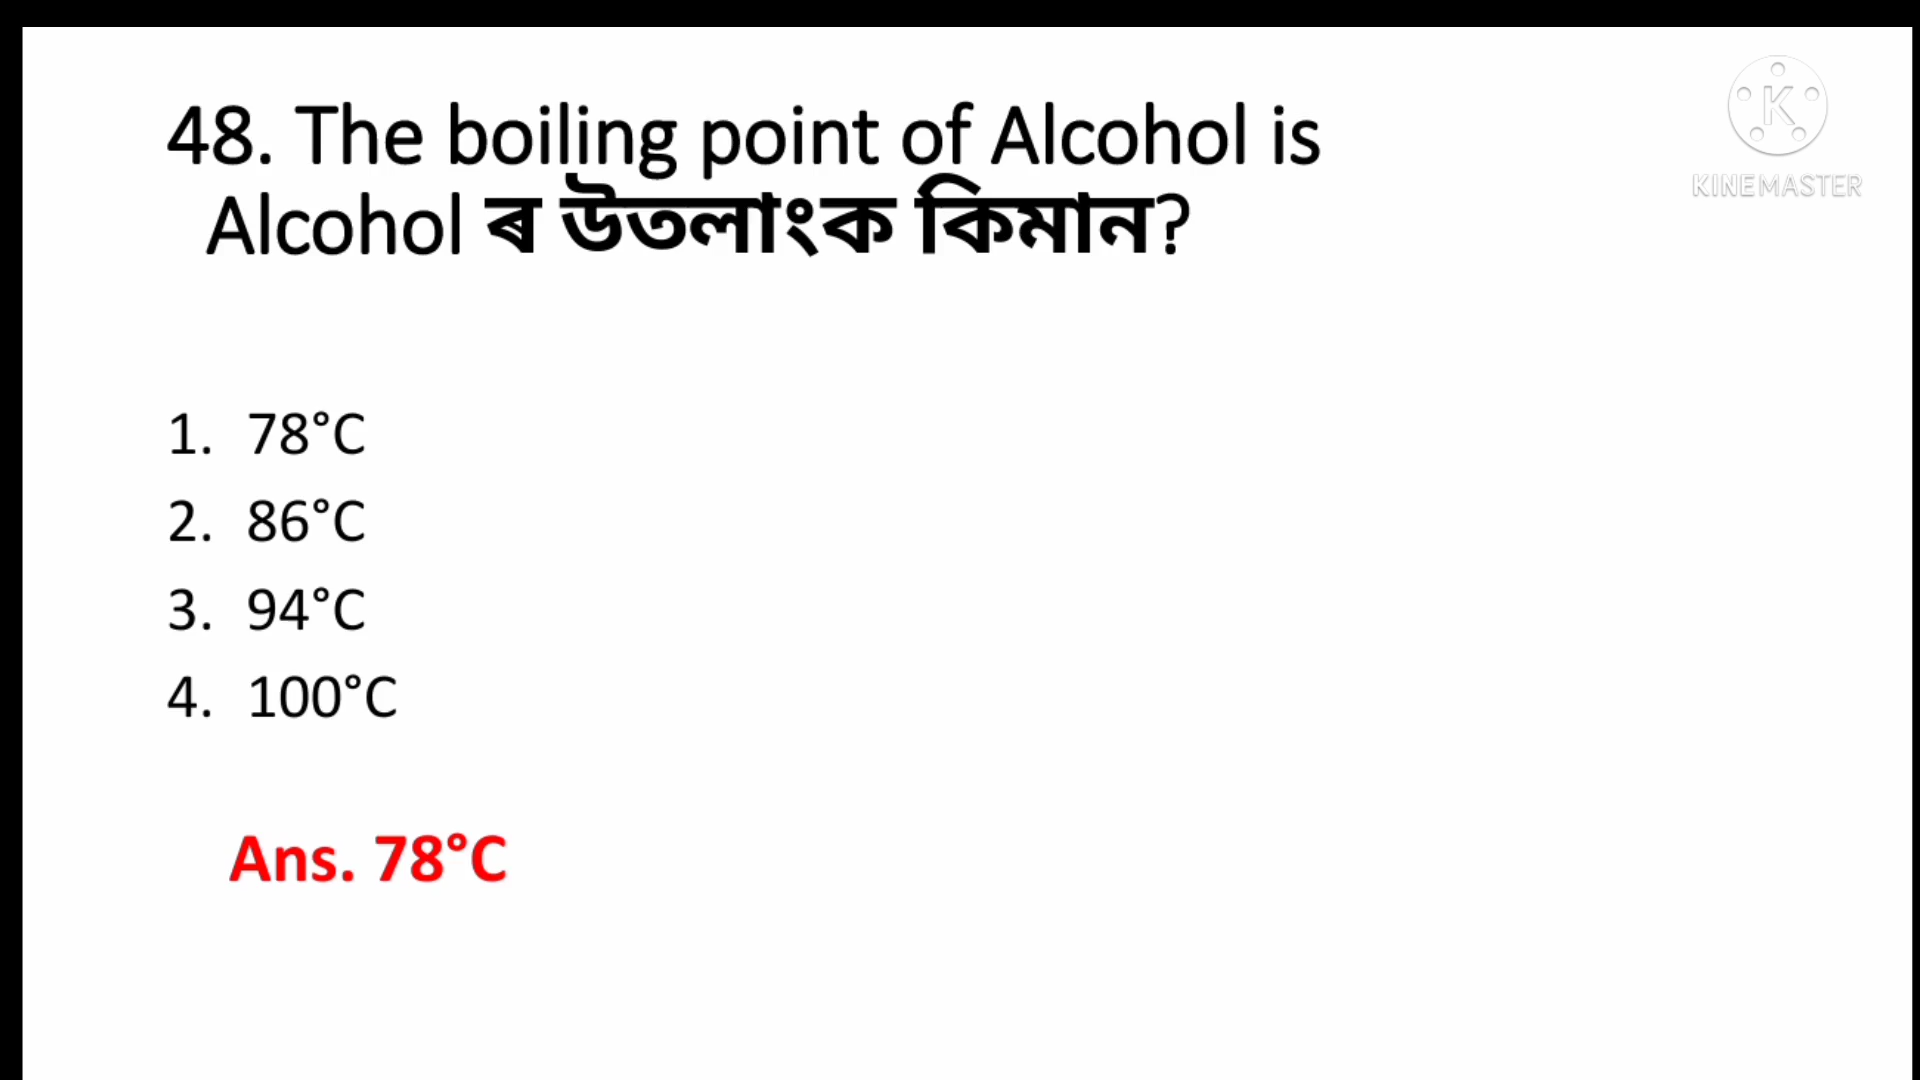 48. The boiling point of Alcohol is
Alcohol ৰ উতলাংক কিমান?
1. 78°C
2. 86°C
3. 94°C
4. 100°C
Ans. 78°C
K
KINEMASTER